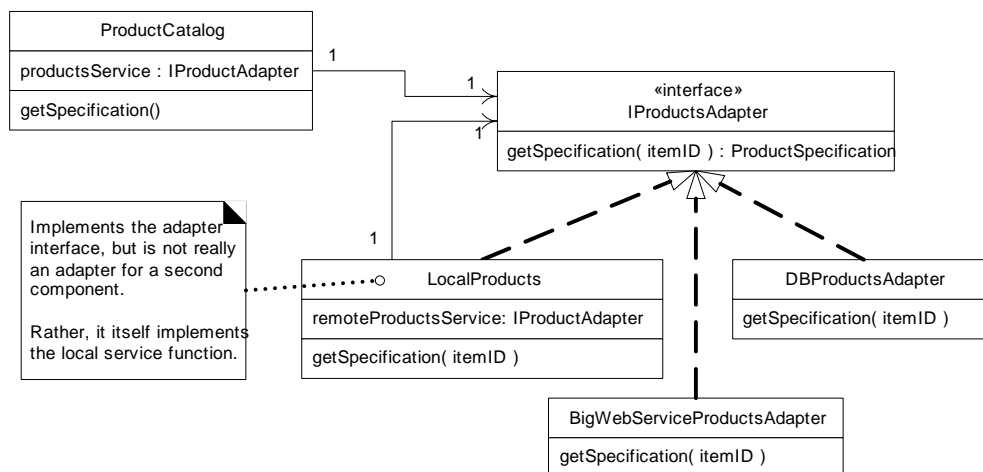 ProductCatalog
productsService : IProductAdapter
getSpecification()
1
1
1
1
«interface»
IProductsAdapter
getSpecification( itemID ) : ProductSpecification
Implements the adapter
interface, but is not really
an adapter for a second
component.
Rather, it itself implements
the local service function.
LocalProducts
remoteProductsService: IProductAdapter
getSpecification( itemID )
DBProductsAdapter
getSpecification( itemID )
BigWebServiceProductsAdapter
getSpecification( itemID )